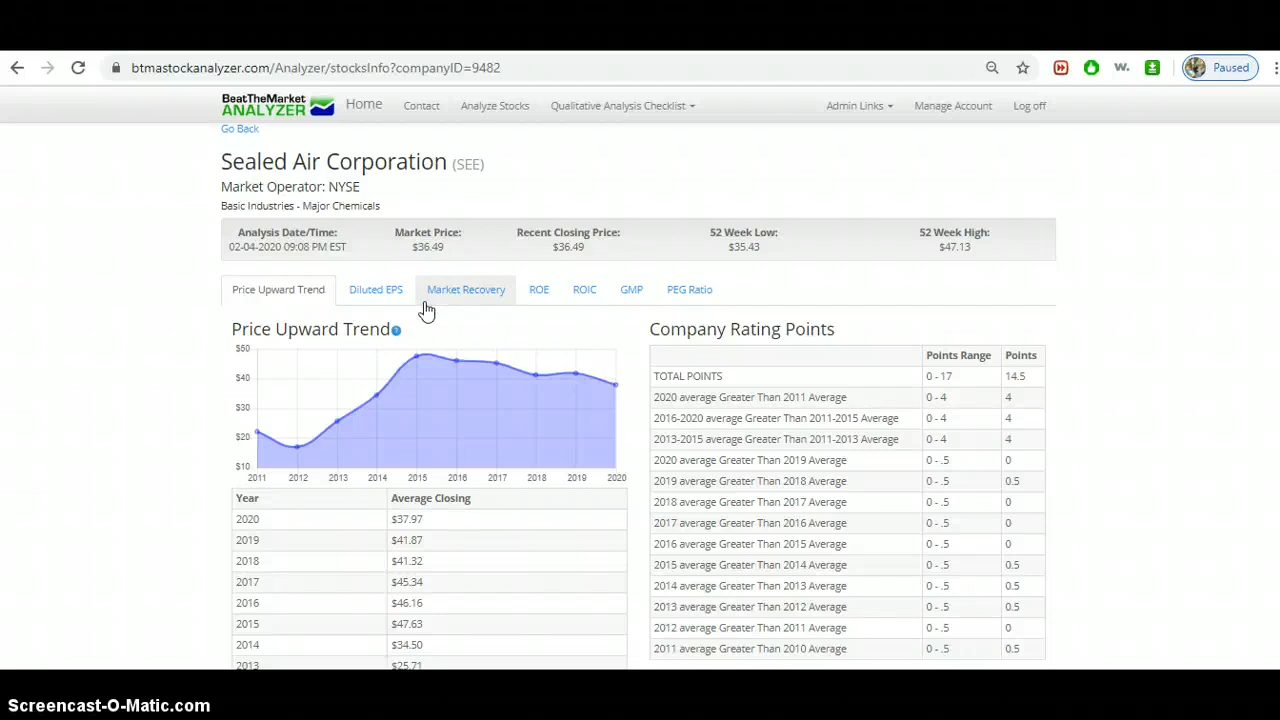 btmastockanalyzer.com/Analyzer/stocksInfo?companyID=9482
w.
Paused
BeatTheMarket
ANALYZER
Home
Contact
Analyze Stocks
Qualitative Analysis Checklist
Admin Links
Manage Account
Log off
Go Back
Sealed Air Corporation (SEE)
Market Operator: NYSE
Basic Industries - Major Chemicals
Analysis Date/Time: Market Price: Recent Closing Price: 52 Week Low: 52 Week High:
02-04-2020 09:08 PM EST $36.49 $36.49 $35.43 $47.13
Price Upward Trend Diluted EPS Market Recovery ROE ROIC GMP PEG Ratio
Price Upward Trend
$50
$40
$30
$20
$10
2011 2012 2013 2014 2015 2016 2017 2018 2019 2020
Year Average Closing
2020 $37.97
2019 $41.87
2018 $41.32
2017 $45.34
2016 $46.16
2015 $47.63
2014 $34.50
2013 $25.71
Company Rating Points
Points Range Points
TOTAL POINTS 0 - 17 14.5
2020 average Greater Than 2011 Average 0 - 4 4
2016-2020 average Greater Than 2011-2015 Average 0 - 4 4
2013-2015 average Greater Than 2011-2013 Average 0 - 4 4
2020 average Greater Than 2019 Average 0 - .5 0
2019 average Greater Than 2018 Average 0 - .5 0.5
2018 average Greater Than 2017 Average 0 - .5 0
2017 average Greater Than 2016 Average 0 - .5 0
2016 average Greater Than 2015 Average 0 - .5 0
2015 average Greater Than 2014 Average 0 - .5 0.5
2014 average Greater Than 2013 Average 0 - .5 0.5
2013 average Greater Than 2012 Average 0 - .5 0.5
2012 average Greater Than 2011 Average 0 - .5 0
2011 average Greater Than 2010 Average 0 - .5 0.5
Screencast-O-Matic.com